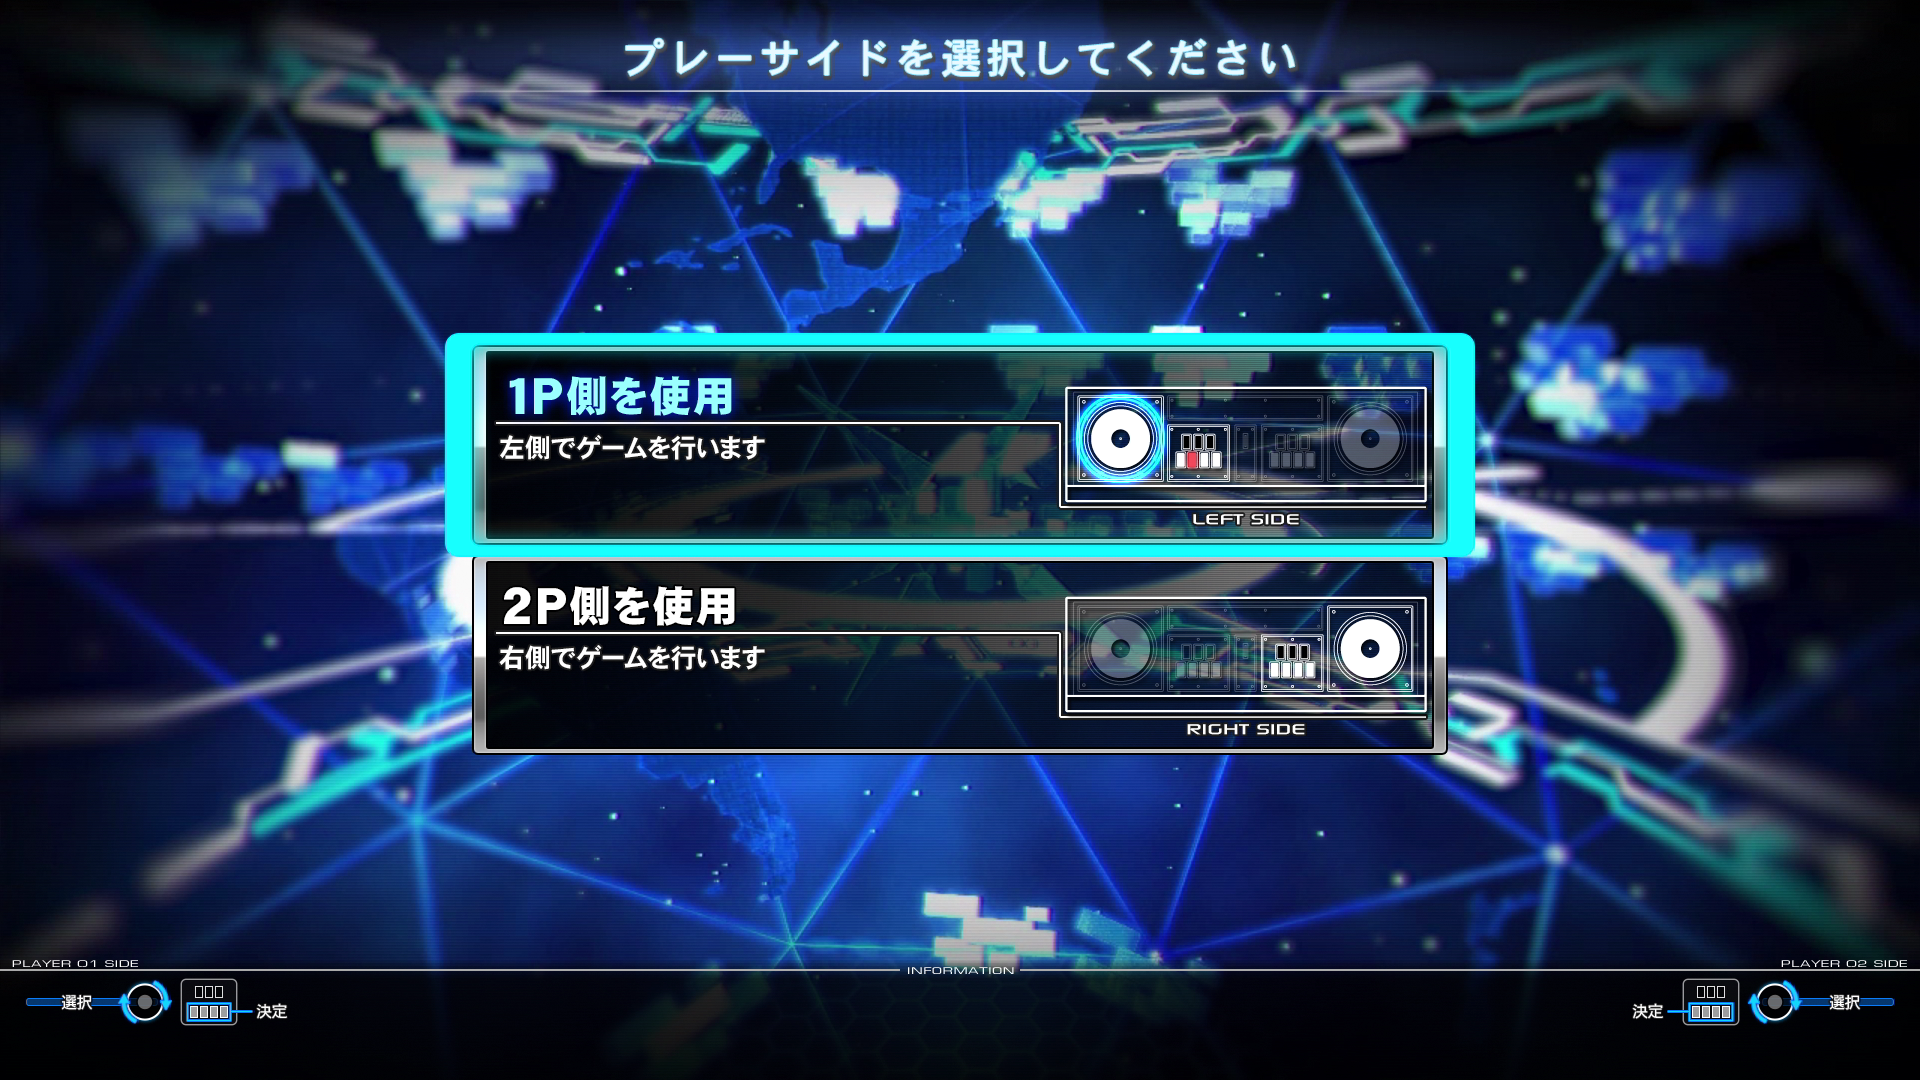 プレーサイドを選択してください
1P側を使用
左側でゲームを行います
LEFT SIDE
2P側を使用
右側でゲームを行います
RIGHT SIDE
PLAYER 01 SIDE
INFORMATION
PLAYER 02 SIDE
選択
決定
決定
選択